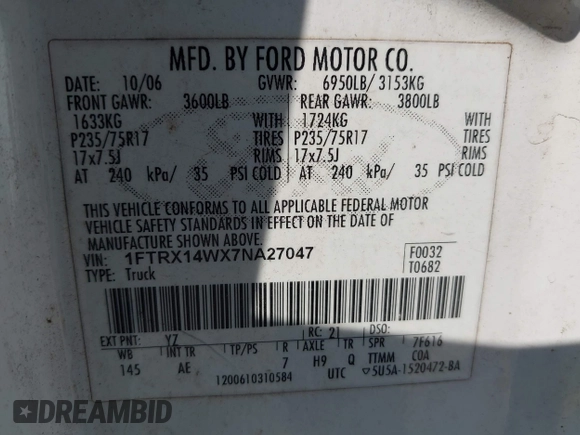 MFD. BY FORD MOTOR CO.
DATE: 10/06 GVWR: 6950LB/ 3153KG
FRONT GAWR: 3600LB REAR GAWR: 3800LB
1633KG WITH 1724KG WITH
P235/75R17 TIRES P235/75R17 TIRES
17x7.5J RIMS 17x7.5J RIMS
AT 240 kPa/ 35 PSI COLD AT 240 kPa/ 35 PSI COLD
THIS VEHICLE CONFORMS TO ALL APPLICABLE FEDERAL MOTOR
VEHICLE SAFETY STANDARDS IN EFFECT ON THE DATE OF
MANUFACTURE SHOWN ABOVE.
VIN: 1FTRX14WX7NA27047 F0032
TYPE: Truck T0682
EXT PNT: YZ RC: 21 DSO:
WB INT TR TP/PS R AXLE TR SPR 7F616
145 AE 7 H9 Q TTMM COA
1200610310584 UTC ▽5U5A-1520472-BA
DREAMBID